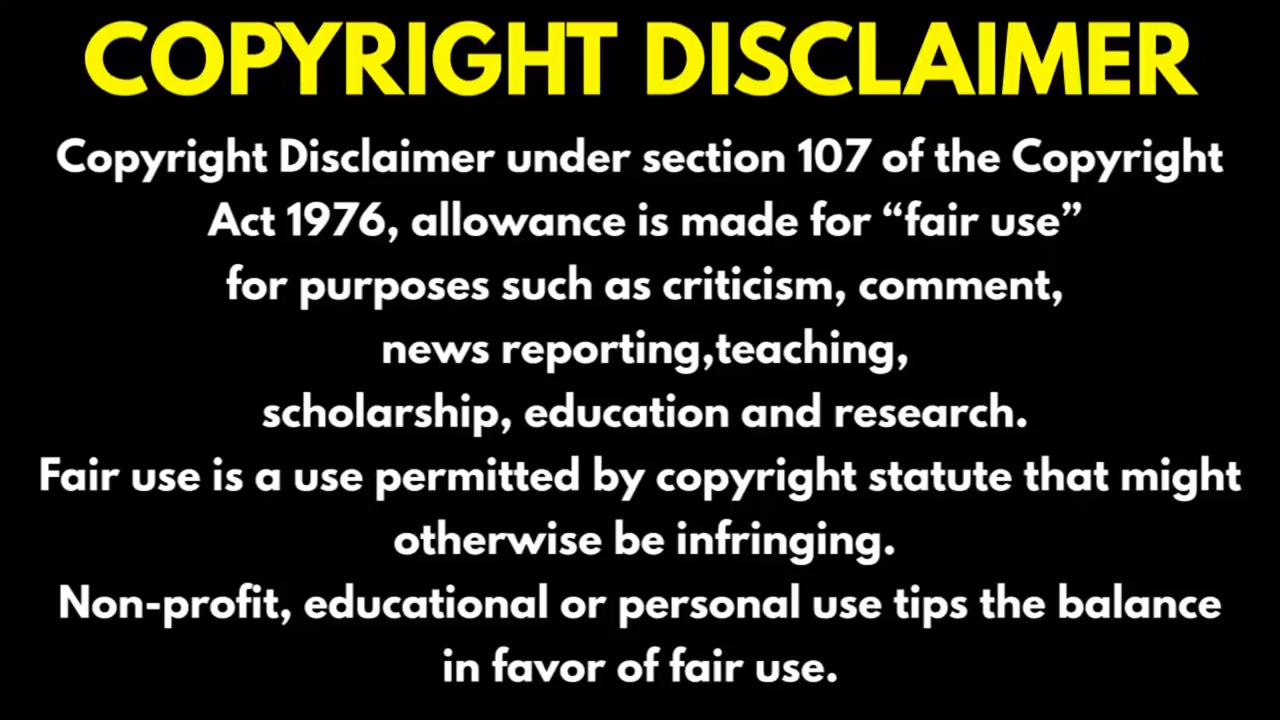 COPYRIGHT DISCLAIMER
Copyright Disclaimer under section 107 of the Copyright
Act 1976, allowance is made for “fair use”
for purposes such as criticism, comment,
news reporting,teaching,
scholarship, education and research.
Fair use is a use permitted by copyright statute that might
otherwise be infringing.
Non-profit, educational or personal use tips the balance
in favor of fair use.